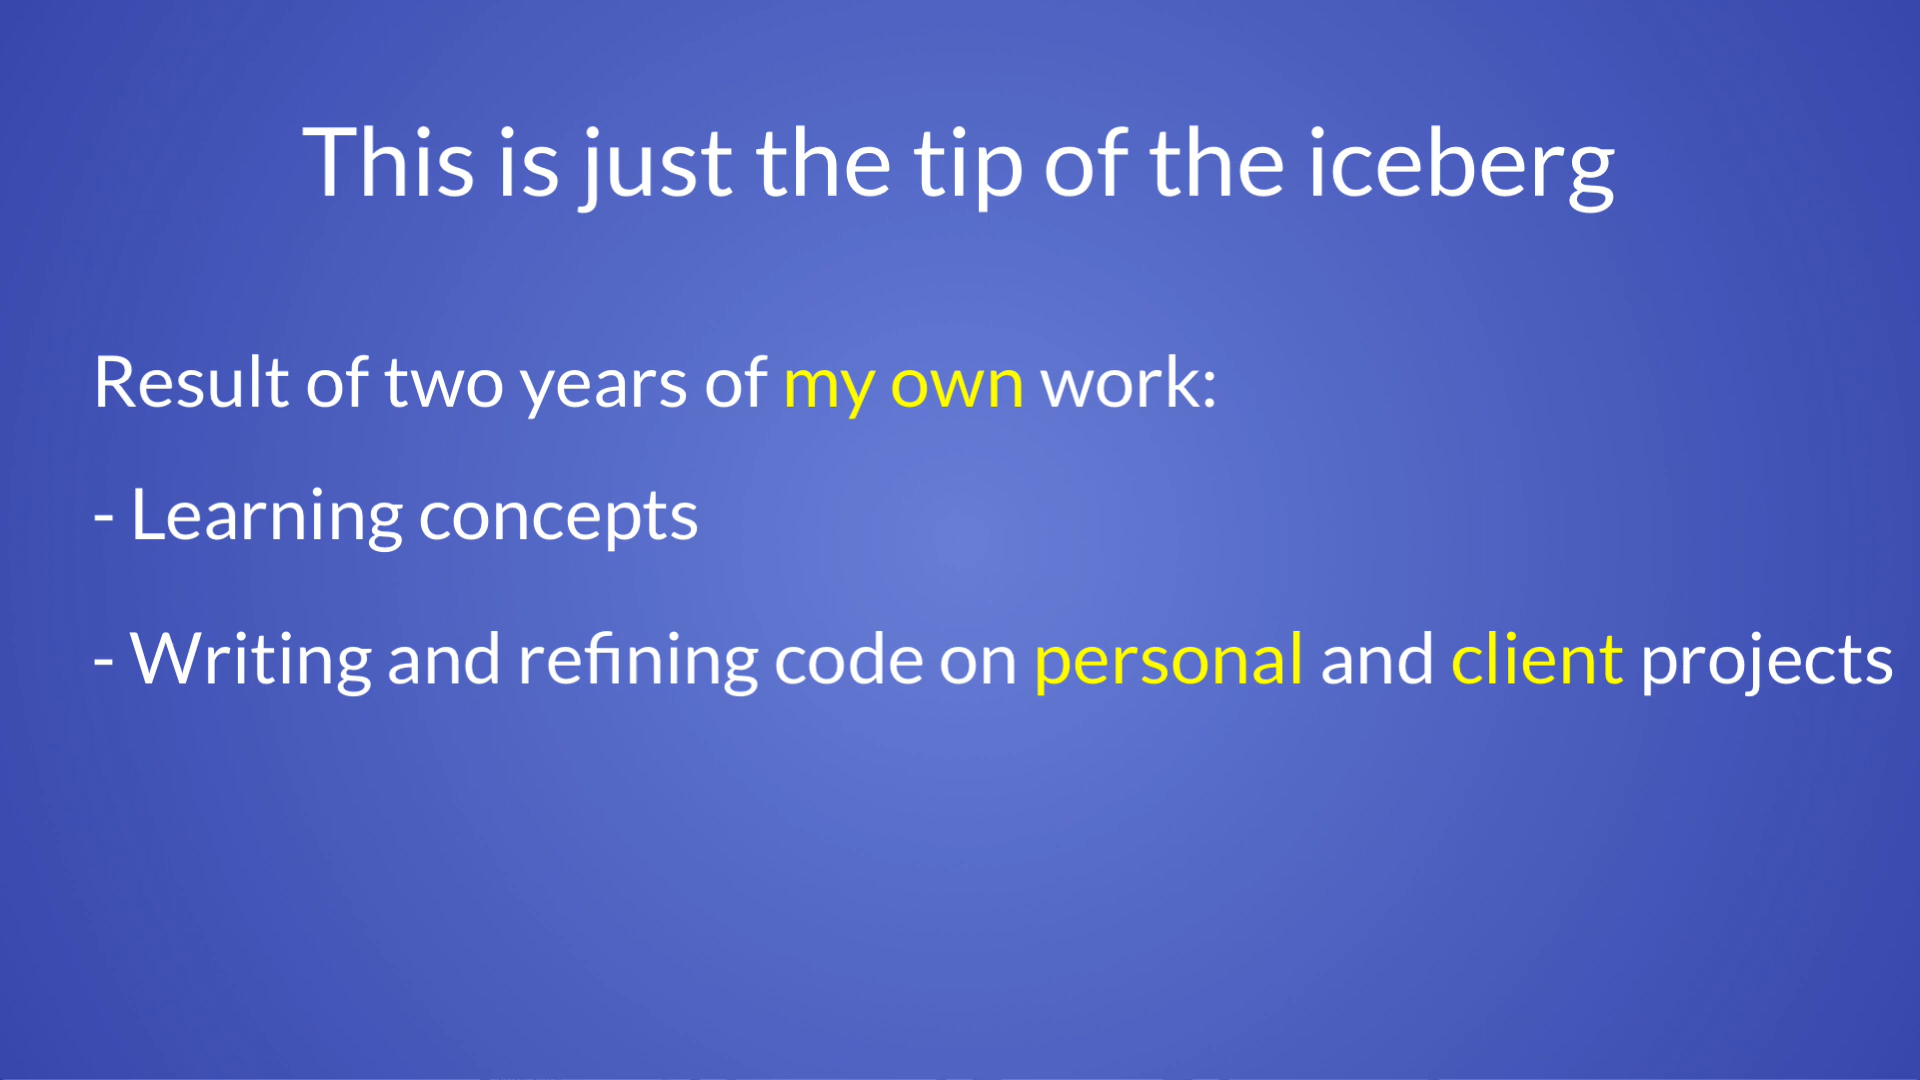 This is just the tip of the iceberg
Result of two years of my own work:
- Learning concepts
- Writing and refining code on personal and client projects